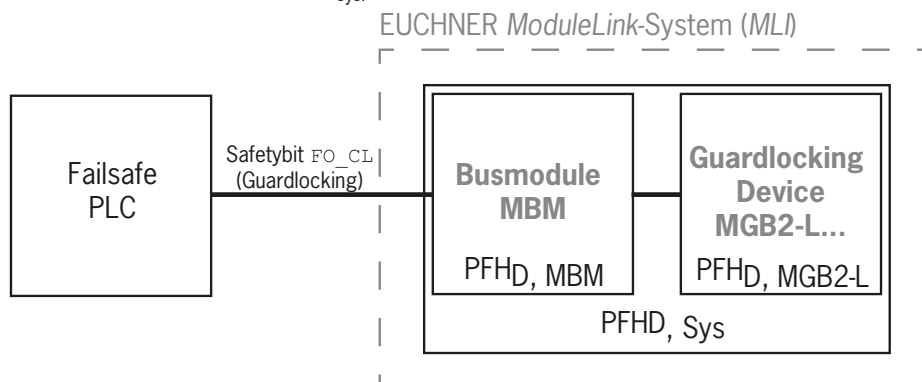 sys.
EUCHNER ModuleLink-System (MLI)
Failsafe
PLC
Safetybit FO_CL
(Guardlocking)
Busmodule
MBM
PFHD, MBM
Guardlocking
Device
MGB2-L...
PFHD, MGB2-L
PFHD, Sys